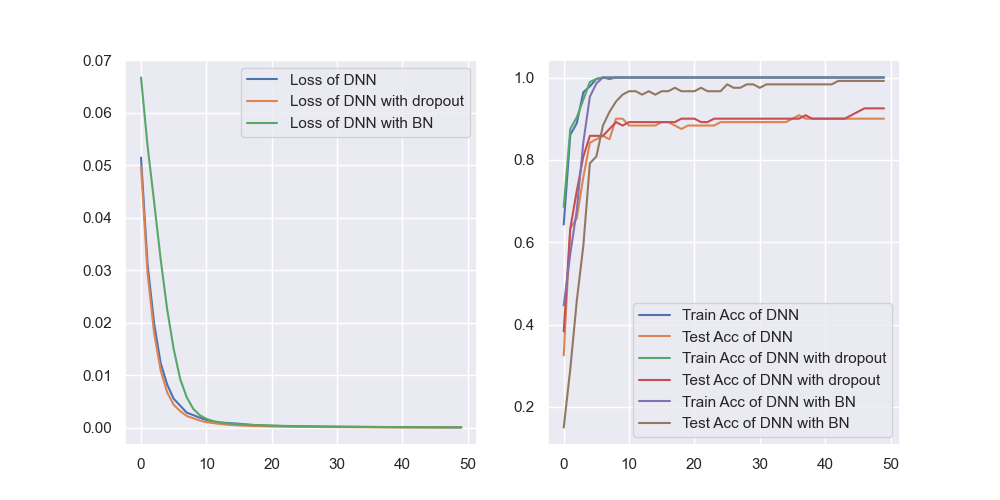 0.07
0.06
0.05
0.04
0.03
0.02
0.01
0.00
0
10
20
30
40
50
Loss of DNN
Loss of DNN with dropout
Loss of DNN with BN
1.0
0.8
0.6
0.4
0.2
0
10
20
30
40
50
Train Acc of DNN
Test Acc of DNN
Train Acc of DNN with dropout
Test Acc of DNN with dropout
Train Acc of DNN with BN
Test Acc of DNN with BN